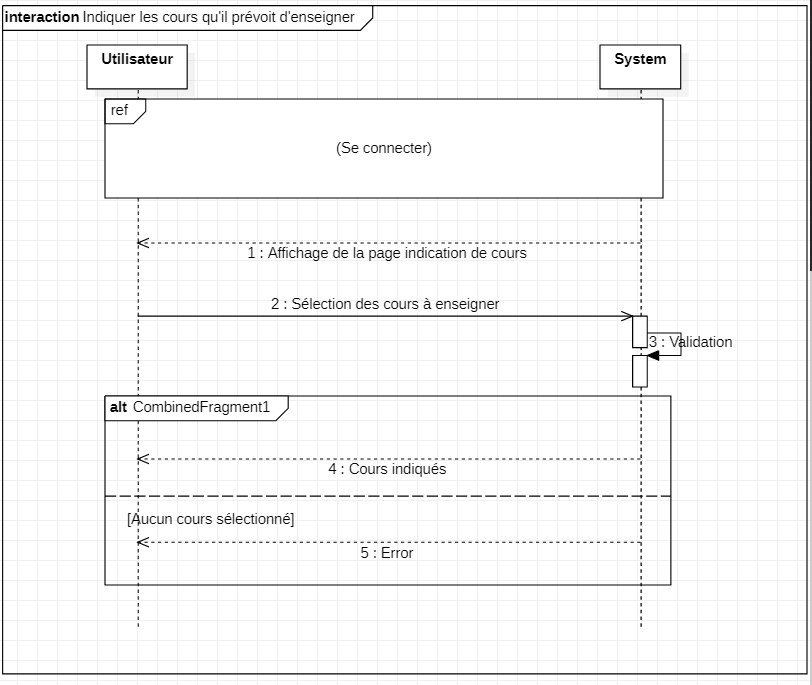 interaction Indiquer les cours qu'il prévoit d'enseigner
Utilisateur
System
ref
(Se connecter)
1 : Affichage de la page indication de cours
2 : Sélection des cours à enseigner
3 : Validation
alt CombinedFragment1
4 : Cours indiqués
[Aucun cours sélectionné]
5 : Error